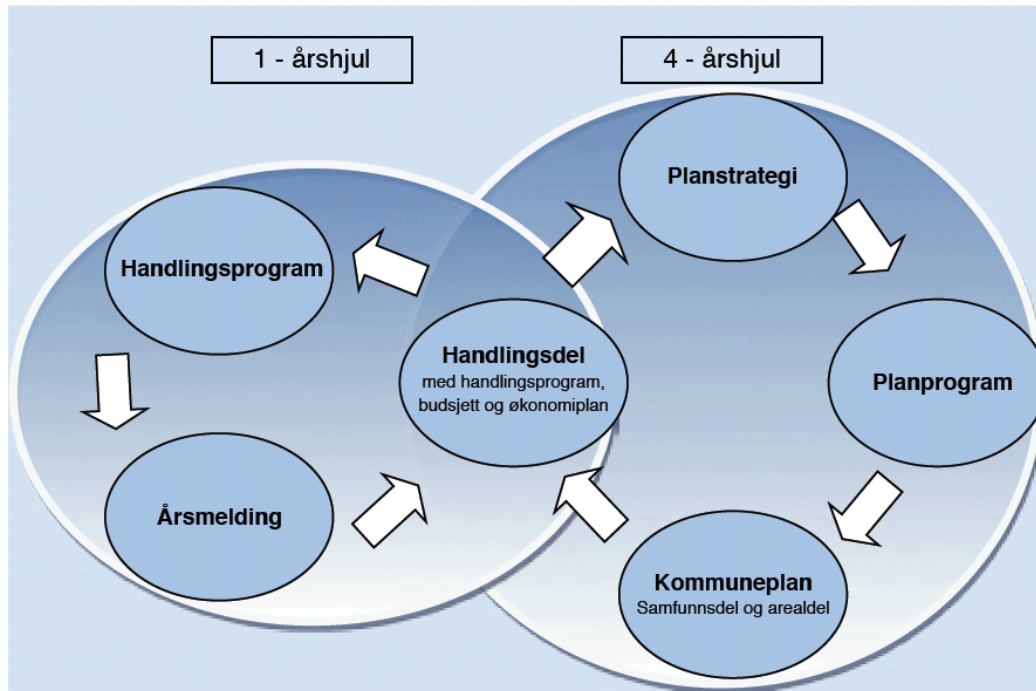 1 - årshjul
4 - årshjul
Planstrategi
Handlingsprogram
Handlingsdel
med handlingsprogram,
budsjett og økonomiplan
Planprogram
Årsmelding
Kommuneplan
Samfunnsdel og arealdel